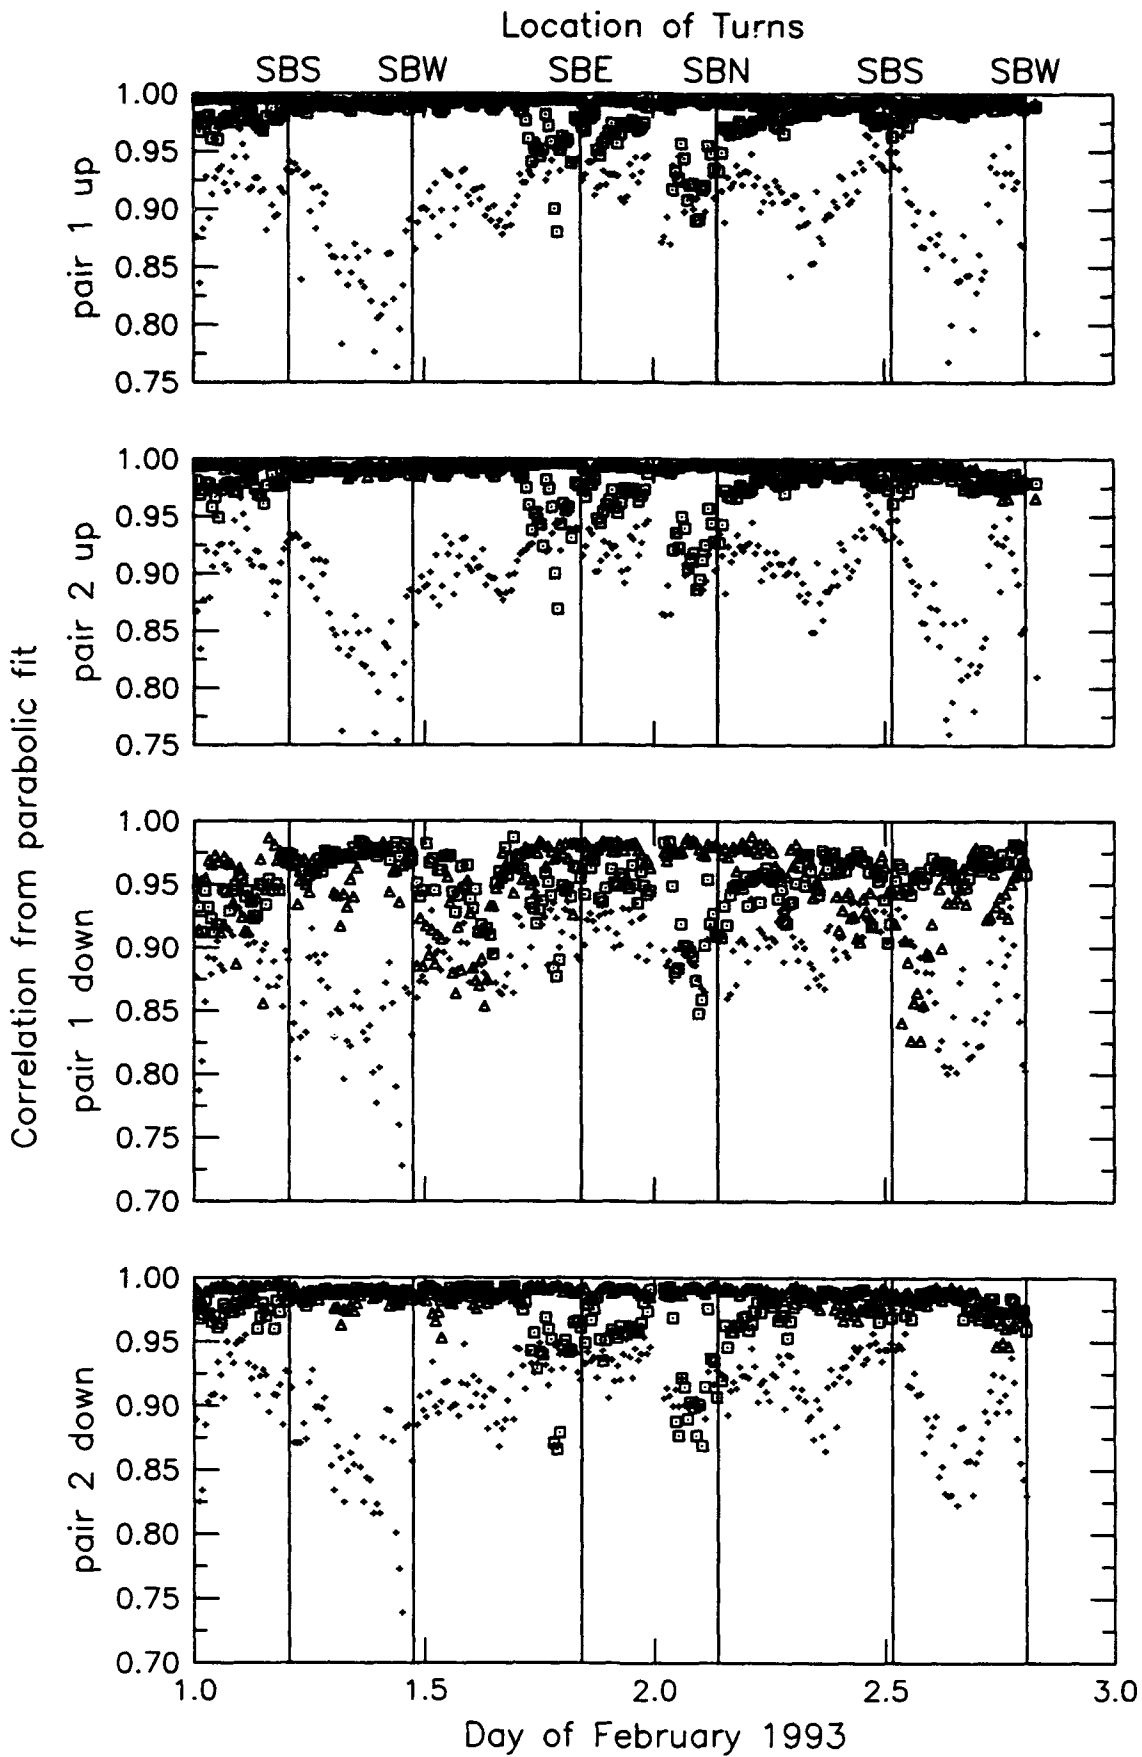 Location of Turns
SBS SBW SBE SBN SBS SBW
1.00
0.95
0.90
0.85
0.80
0.75
pair 1 up
1.00
0.95
0.90
0.85
0.80
0.75
pair 2 up
Correlation from parabolic fit
1.00
0.95
0.90
0.85
0.80
0.75
0.70
pair 1 down
1.00
0.95
0.90
0.85
0.80
0.75
0.70
pair 2 down
1.0 1.5 2.0 2.5 3.0
Day of February 1993